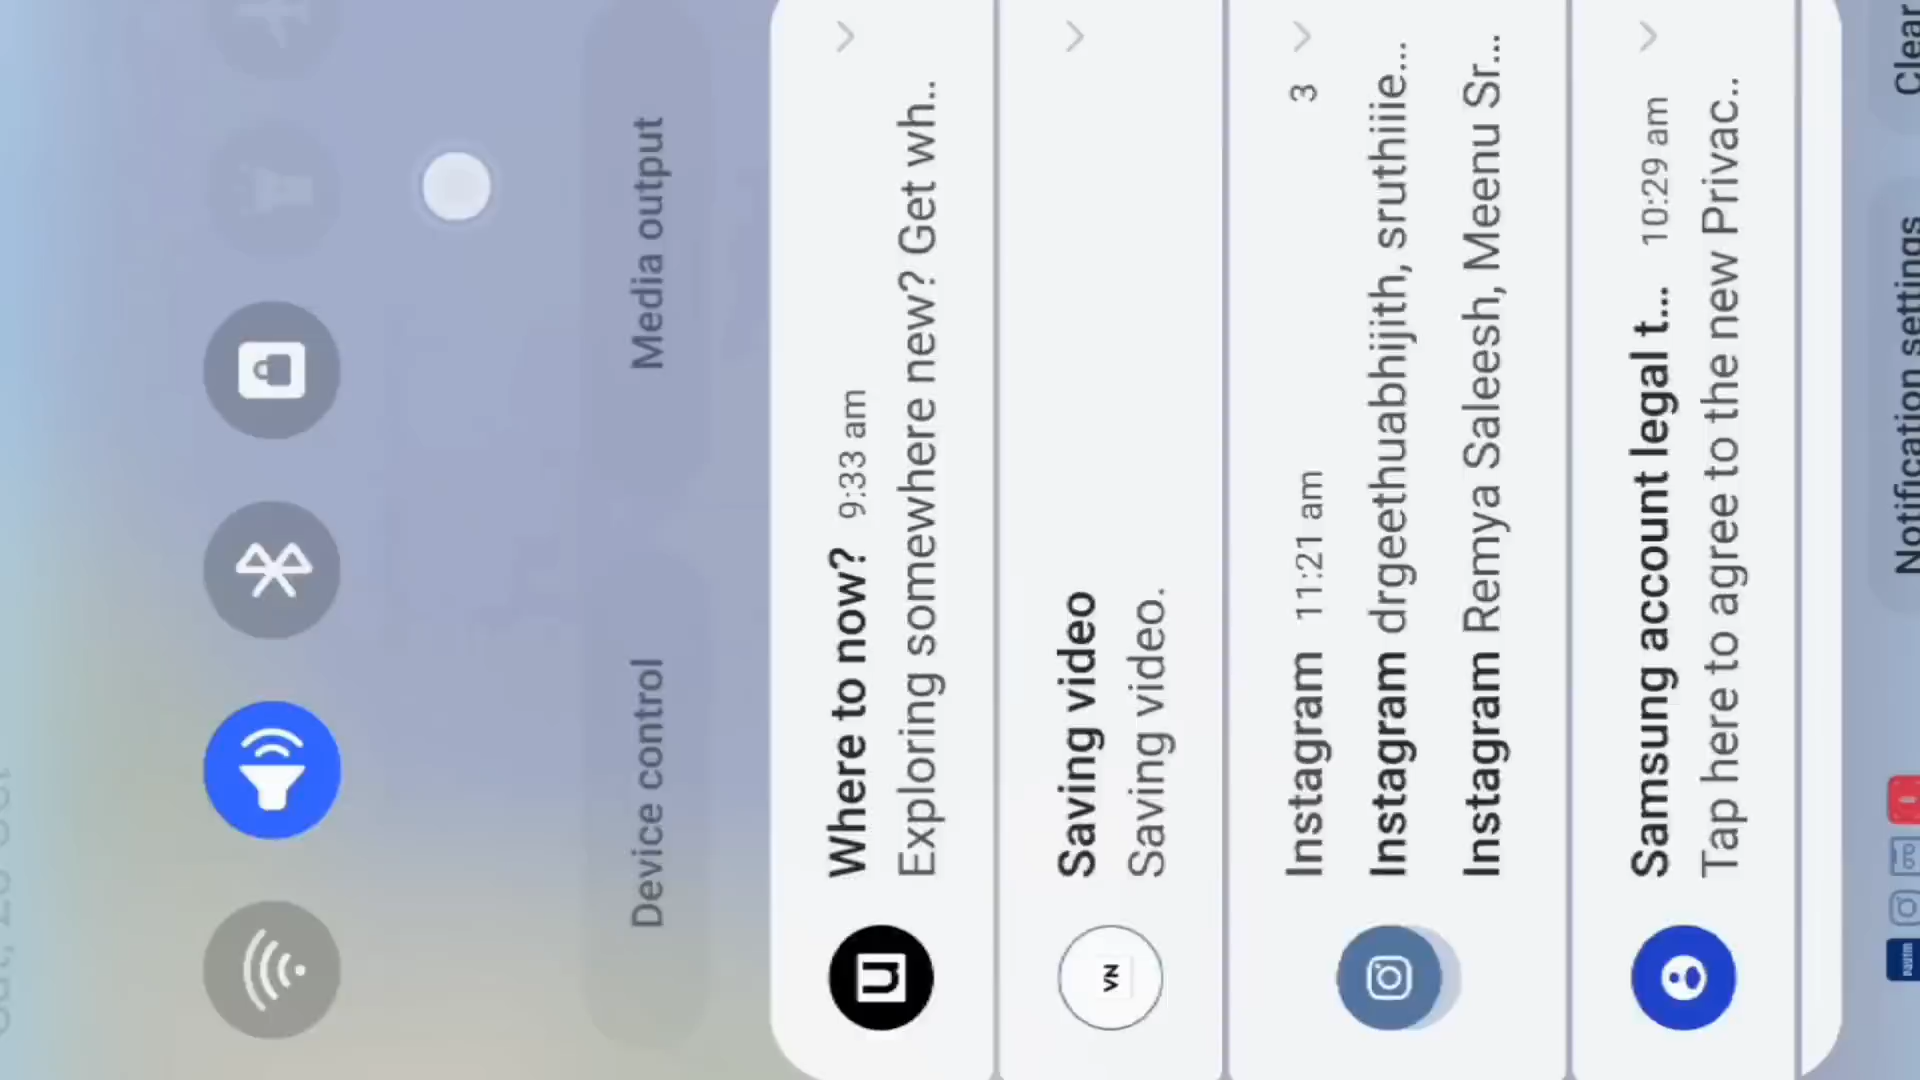 Device control
Media output
Where to now? 9:33 am
Exploring somewhere new? Get wh..
Saving video
Saving video.
VN
Instagram 11:21 am
3
Instagram drgeethuabhijith, sruthiiie...
Instagram Remya Saleesh, Meenu Sr...
Samsung account legal t... 10:29 am
Tap here to agree to the new Privac..
Notification settings
Clear